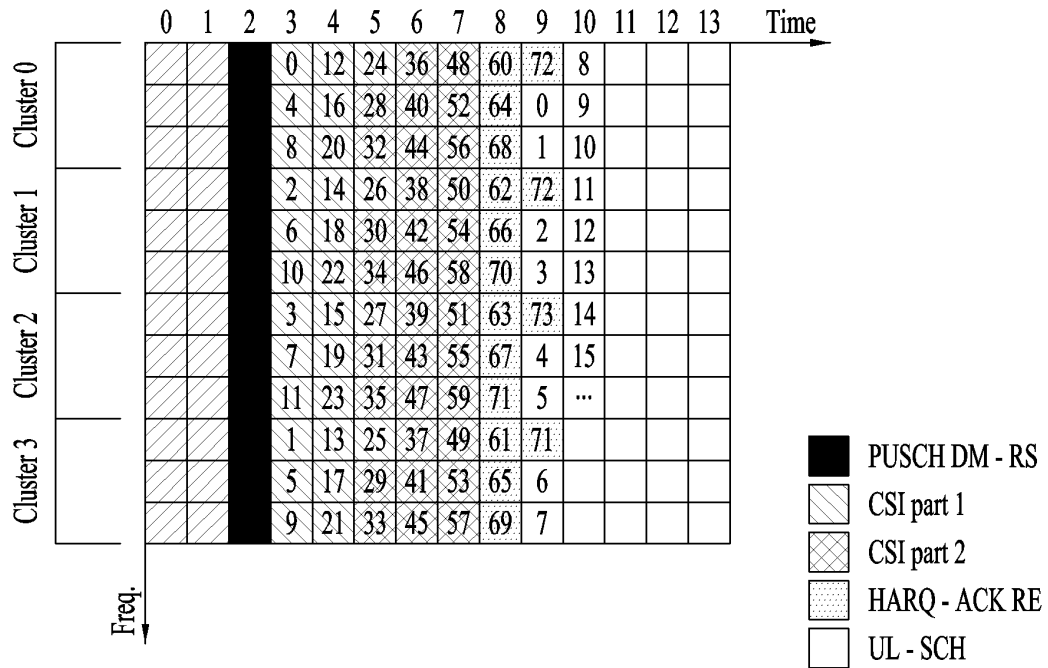 0 1 2 3 4 5 6 7 8 9 10 11 12 13 Time
Cluster 0
0 12 24 36 48 60 72 8
4 16 28 40 52 64 0 9
8 20 32 44 56 68 1 10
Cluster 1
2 14 26 38 50 62 72 11
6 18 30 42 54 66 2 12
10 22 34 46 58 70 3 13
Cluster 2
3 15 27 39 51 63 73 14
7 19 31 43 55 67 4 15
11 23 35 47 59 71 5 ...
Cluster 3
1 13 25 37 49 61 71
5 17 29 41 53 65 6
9 21 33 45 57 69 7
Freq.
PUSCH DM - RS
CSI part 1
CSI part 2
HARQ - ACK RE
UL - SCH